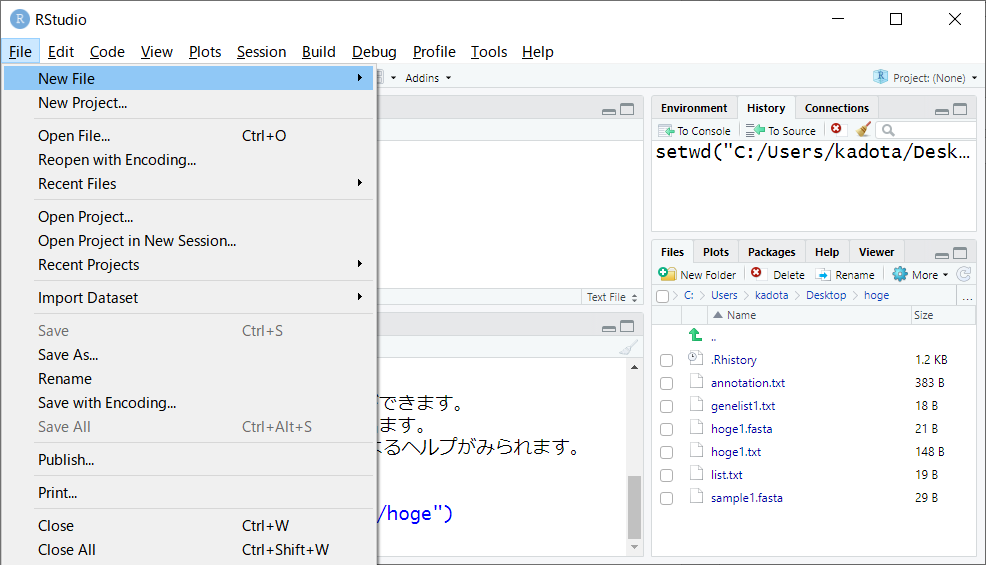 RStudio
File Edit Code View Plots Session Build Debug Profile Tools Help
New File
New Project...
Open File... Ctrl+O
Reopen with Encoding...
Recent Files
Open Project...
Open Project in New Session...
Recent Projects
Import Dataset
Save Ctrl+S
Save As...
Rename
Save with Encoding...
Save All Ctrl+Alt+S
Publish...
Print...
Close Ctrl+W
Close All Ctrl+Shift+W
Addins
Project: (None)
Text File
できます。
ます。
よるヘルプがみられます。
/hoge")
Environment History Connections
To Console To Source
setwd("C:/Users/kadota/Desk...
Files Plots Packages Help Viewer
New Folder Delete Rename More
C: Users kadota Desktop hoge ...
Name Size
..
.Rhistory 1.2 KB
annotation.txt 383 B
genelist1.txt 18 B
hoge1.fasta 21 B
hoge1.txt 148 B
list.txt 19 B
sample1.fasta 29 B